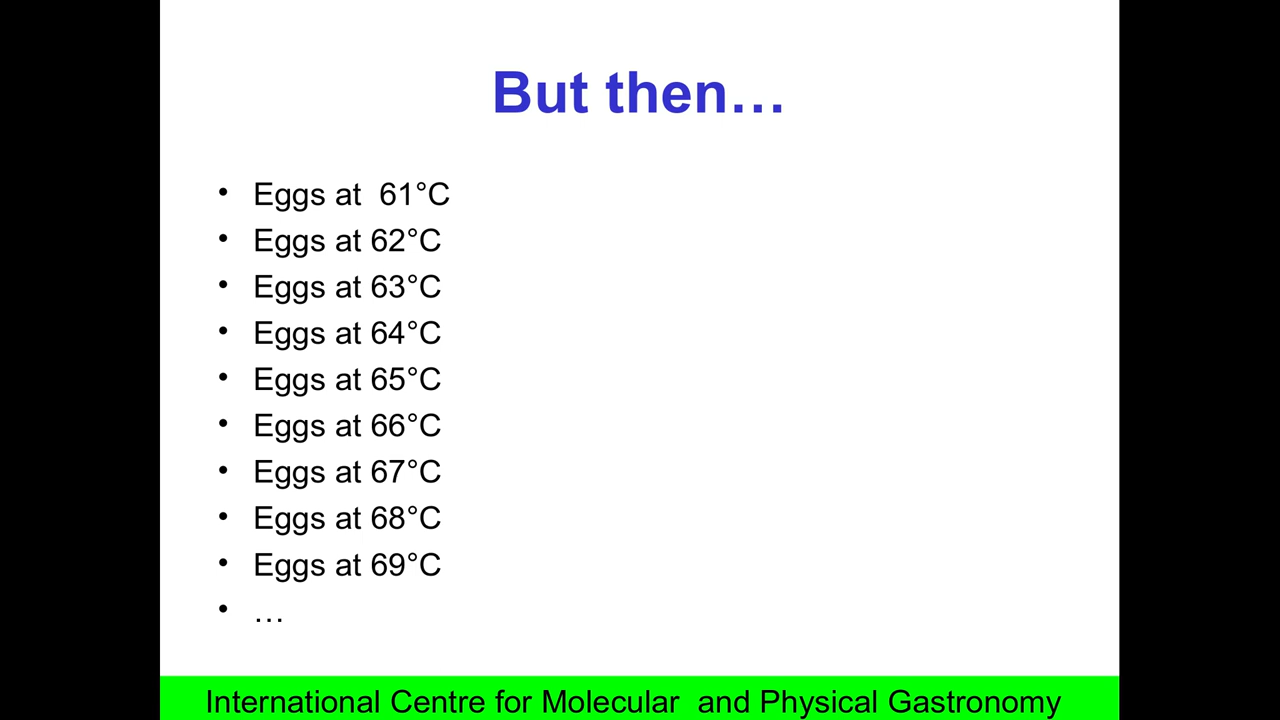 But then…
• Eggs at  61°C
• Eggs at 62°C
• Eggs at 63°C
• Eggs at 64°C
• Eggs at 65°C
• Eggs at 66°C
• Eggs at 67°C
• Eggs at 68°C
• Eggs at 69°C
• …
International Centre for Molecular  and Physical Gastronomy